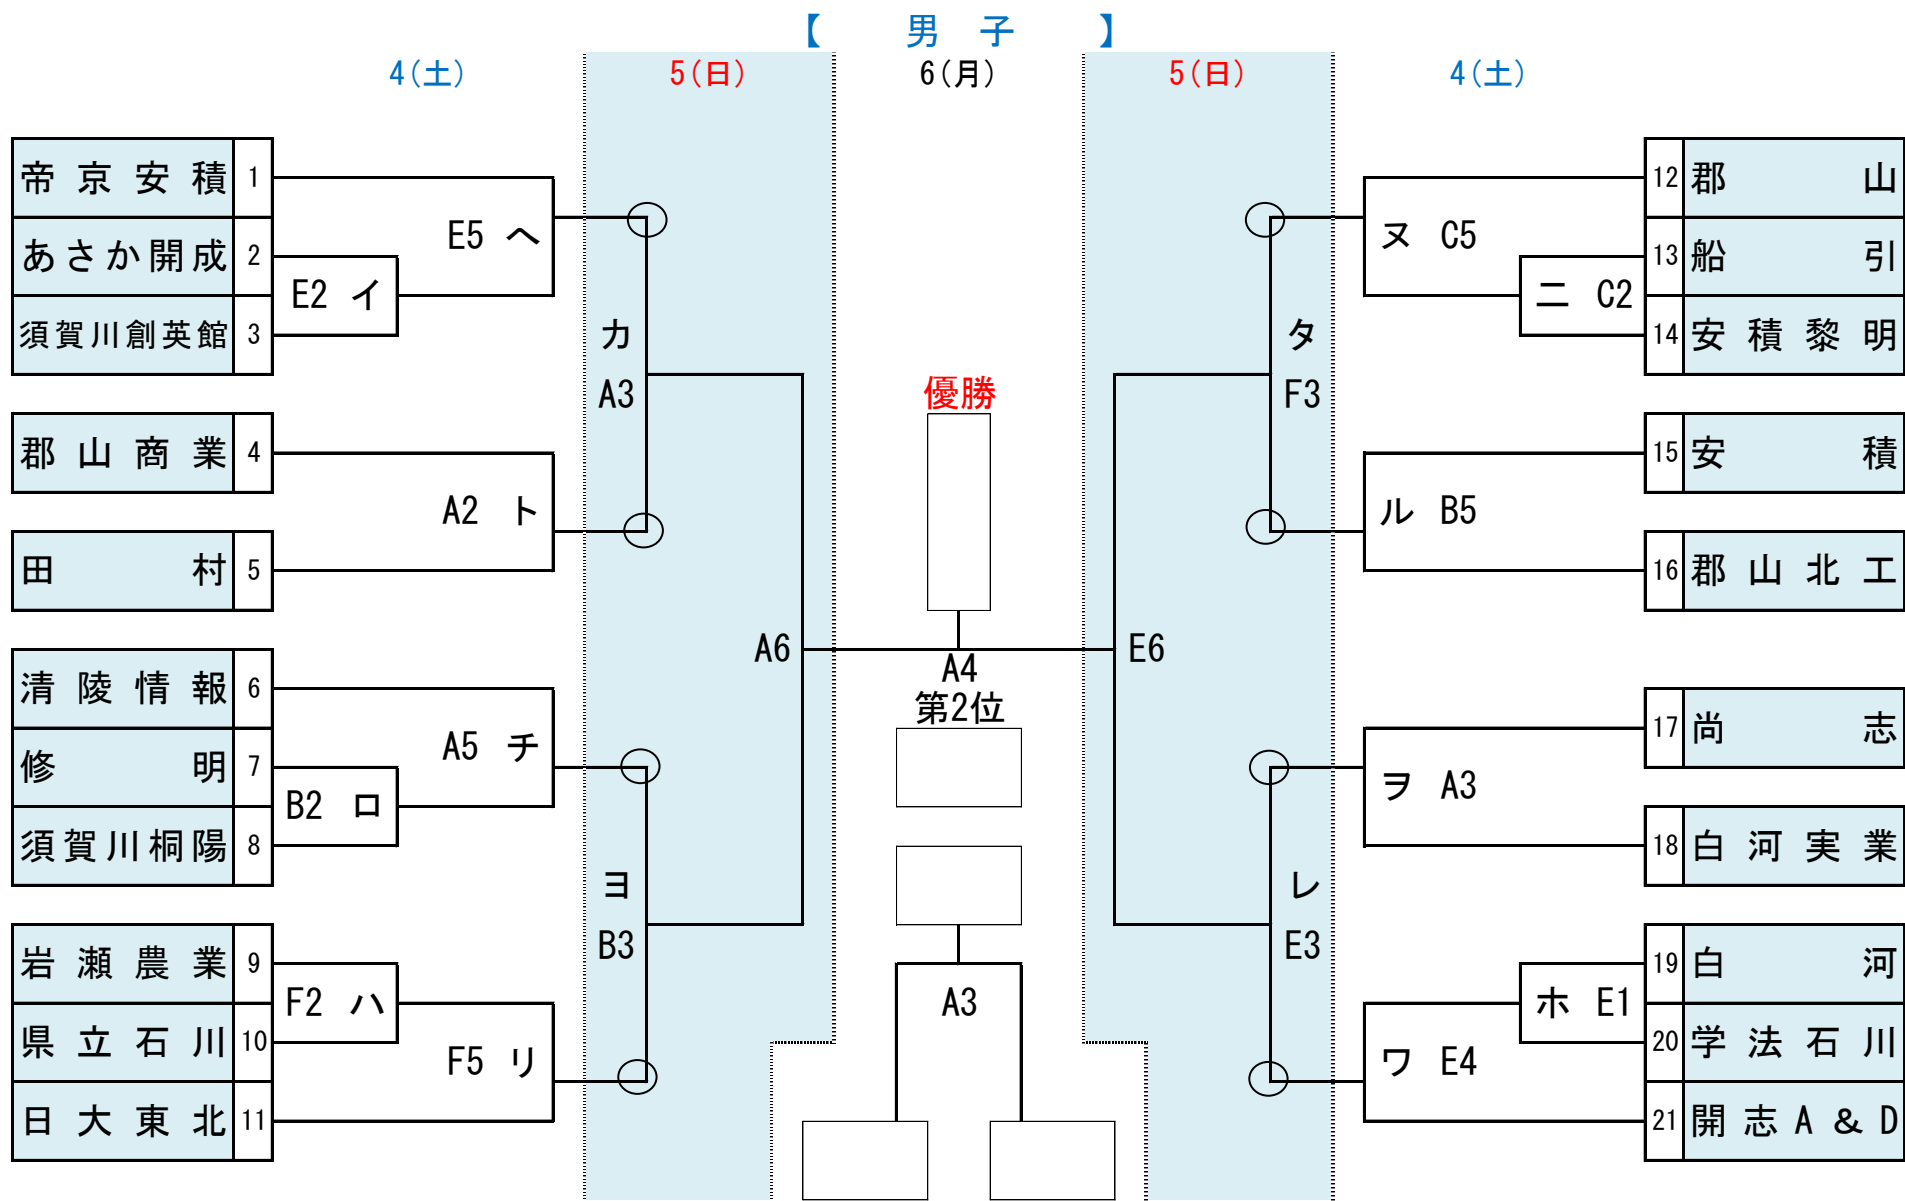 【 男 子 】
4(土) 5(日) 6(月) 5(日) 4(土)
帝京安積 1
あさか開成 2
須賀川創英館 3
郡山商業 4
田村 5
清陵情報 6
修明 7
須賀川桐陽 8
岩瀬農業 9
県立石川 10
日大東北 11
E5 ヘ
E2 イ
A2 ト
A5 チ
B2 ロ
F2 ハ
F5 リ
カ
A3
ヨ
B3
A6
優勝
A4
第2位
A3
E6
タ
F3
レ
E3
ヌ C5
ニ C2
ル B5
ヲ A3
ホ E1
ワ E4
12 郡山
13 船引
14 安積黎明
15 安積
16 郡山北工
17 尚志
18 白河実業
19 白河
20 学法石川
21 開志A&D